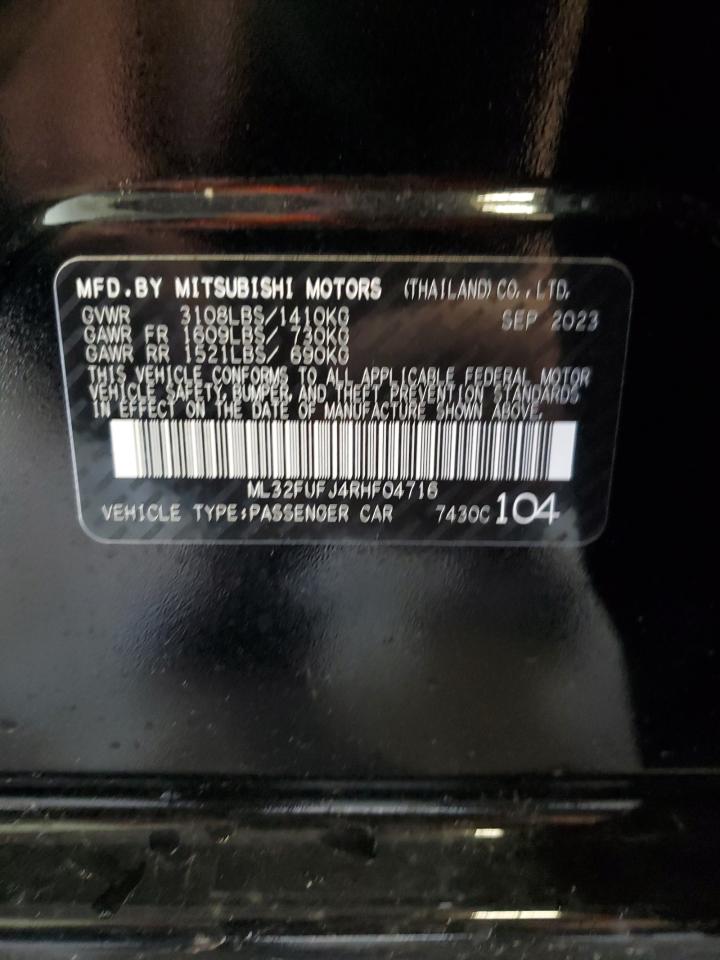 MFD.BY MITSUBISHI MOTORS (THAILAND) CO.,LTD.
GVWR 3108LBS/1410KG SEP 2023
GAWR FR 1609LBS/ 730KG
GAWR RR 1521LBS/ 690KG
THIS VEHICLE CONFORMS TO ALL APPLICABLE FEDERAL MOTOR
VEHICLE SAFETY, BUMPER, AND THEFT PREVENTION STANDARDS
IN EFFECT ON THE DATE OF MANUFACTURE SHOWN ABOVE.
ML32FUFJ4RHF04716
VEHICLE TYPE:PASSENGER CAR 7430C 104